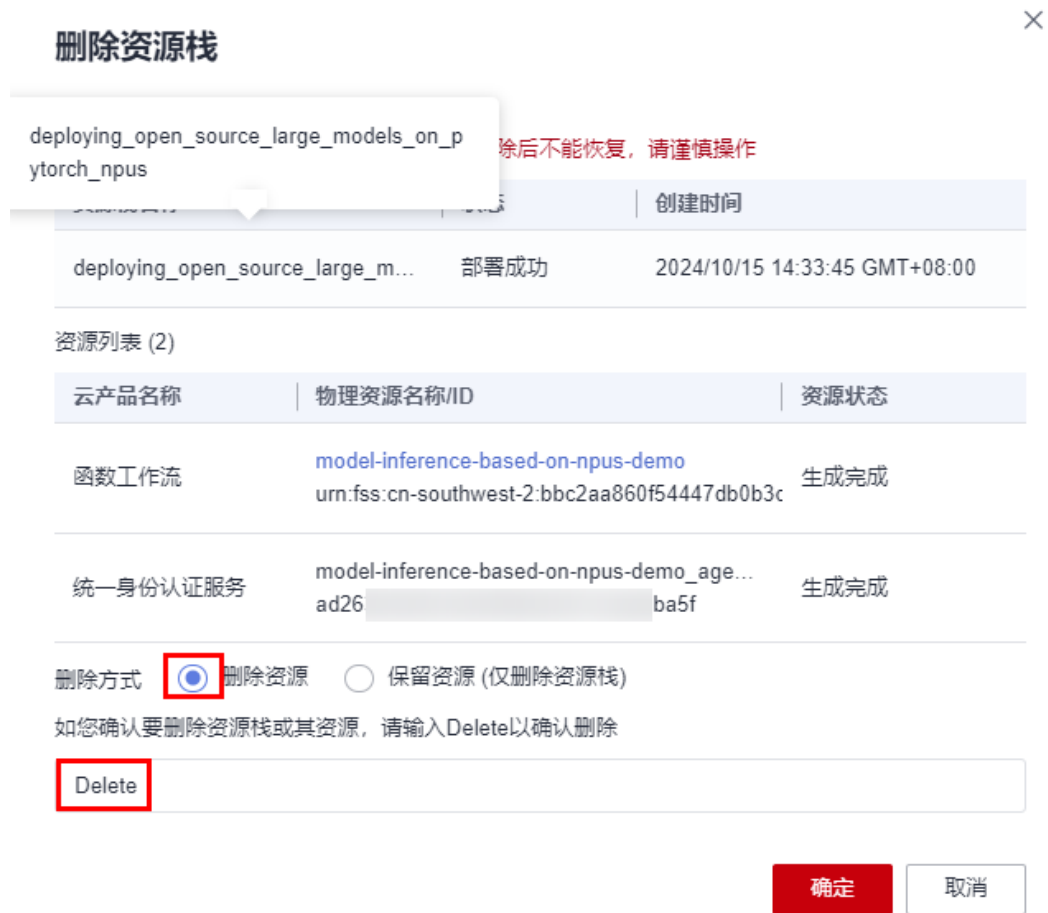 删除资源栈
deploying_open_source_large_models_on_p
ytorch_npus
除后不能恢复，请谨慎操作
创建时间
deploying_open_source_large_m...
部署成功
2024/10/15 14:33:45 GMT+08:00
资源列表 (2)
云产品名称
物理资源名称/ID
资源状态
函数工作流
model-inference-based-on-npus-demo
urn:fss:cn-southwest-2:bbc2aa860f54447db0b3c
生成完成
统一身份认证服务
model-inference-based-on-npus-demo_age...
ad26
ba5f
生成完成
删除方式
删除资源
保留资源 (仅删除资源栈)
如您确认要删除资源栈或其资源，请输入Delete以确认删除
Delete
确定
取消